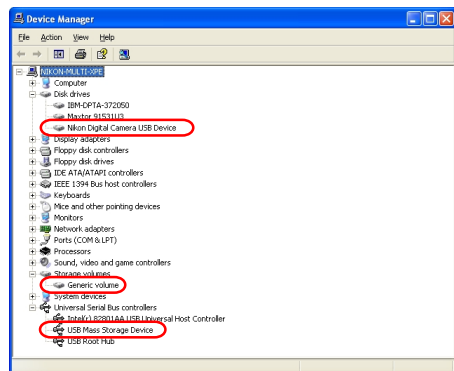 Device Manager
File Action View Help
NIKON-MULTI-XPE
Computer
Disk drives
IBM-DPTA-372050
Maxtor 91531U3
Nikon Digital Camera USB Device
Display adapters
Floppy disk controllers
Floppy disk drives
IDE ATA/ATAPI controllers
IEEE 1394 Bus host controllers
Keyboards
Mice and other pointing devices
Monitors
Network adapters
Ports (COM & LPT)
Processors
Sound, video and game controllers
Storage volumes
Generic volume
System devices
Universal Serial Bus controllers
Intel(r) 82801AA USB Universal Host Controller
USB Mass Storage Device
USB Root Hub